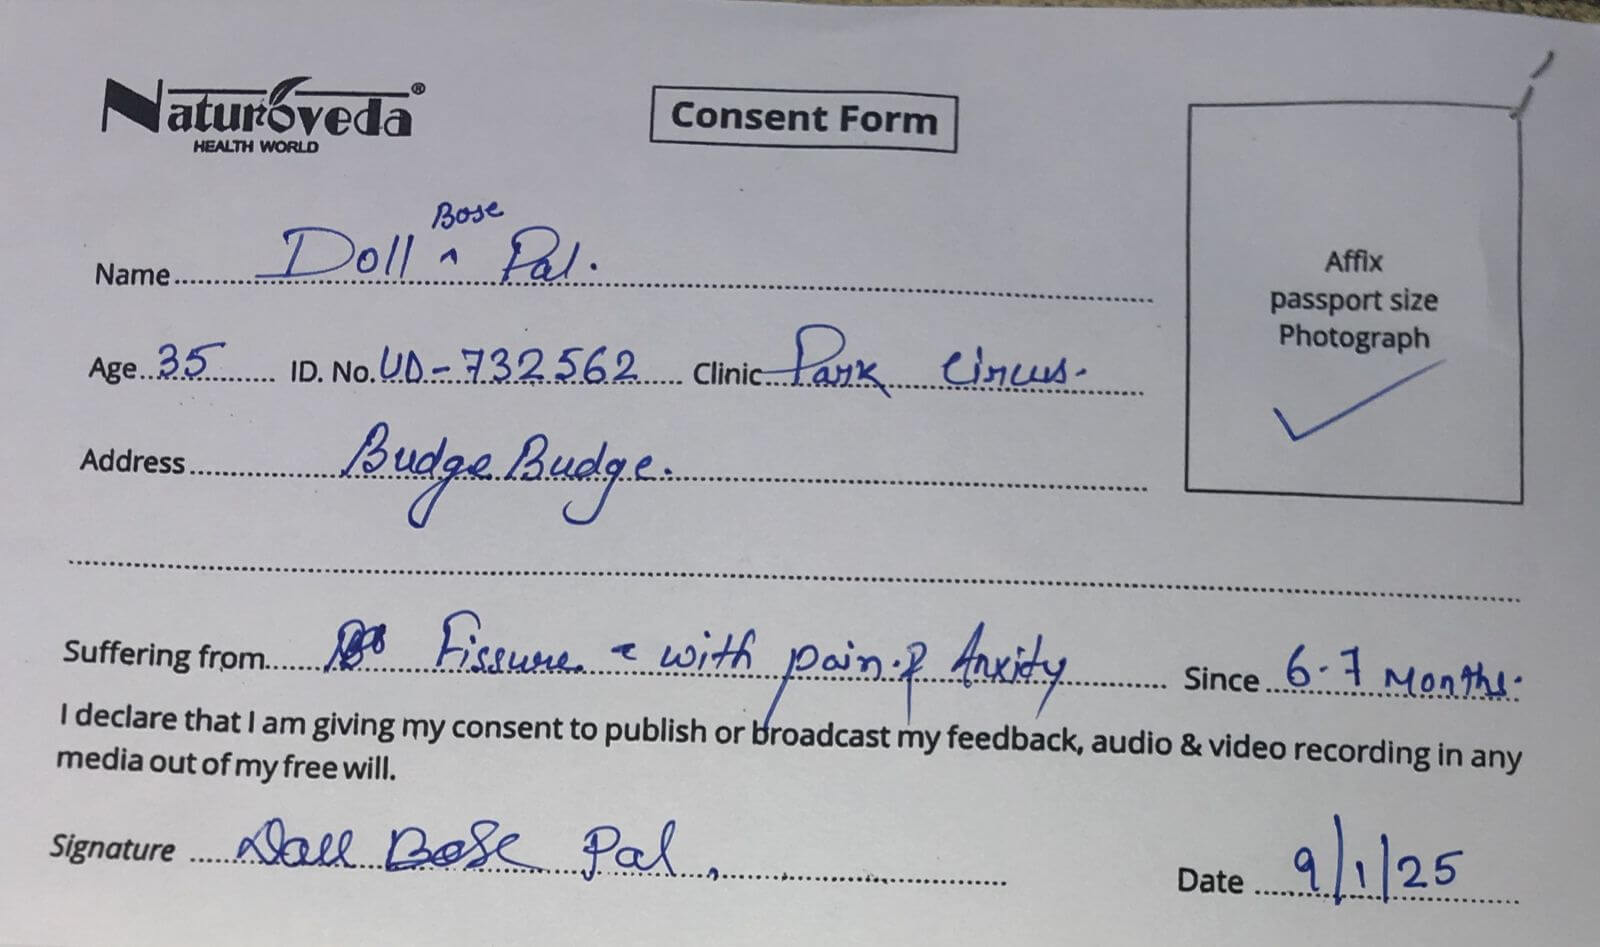 Naturoveda®
HEALTH WORLD
Consent Form
Bose
Name Doll ^ Pal.
Affix
passport size
Photograph
Age 35 ID. No. UD-732562 Clinic Park Circus.
Address Budge Budge.
Suffering from Fissure with pain & Anxity Since 6-7 Months.
I declare that I am giving my consent to publish or broadcast my feedback, audio & video recording in any
media out of my free will.
Signature Doll Bose Pal, Date 9/1/25